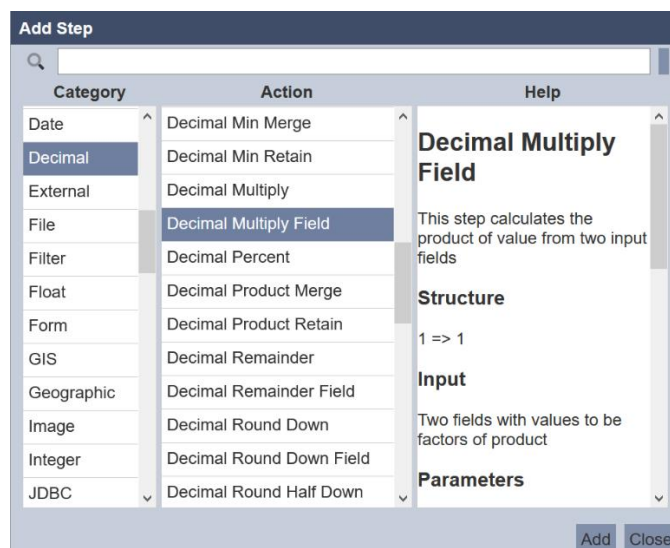 Add Step
Category
Action
Help
Date
Decimal
External
File
Filter
Float
Form
GIS
Geographic
Image
Integer
JDBC
Decimal Min Merge
Decimal Min Retain
Decimal Multiply
Decimal Multiply Field
Decimal Percent
Decimal Product Merge
Decimal Product Retain
Decimal Remainder
Decimal Remainder Field
Decimal Round Down
Decimal Round Down Field
Decimal Round Half Down
Decimal Multiply
Field
This step calculates the
product of value from two input
fields
Structure
1 => 1
Input
Two fields with values to be
factors of product
Parameters
Add
Close